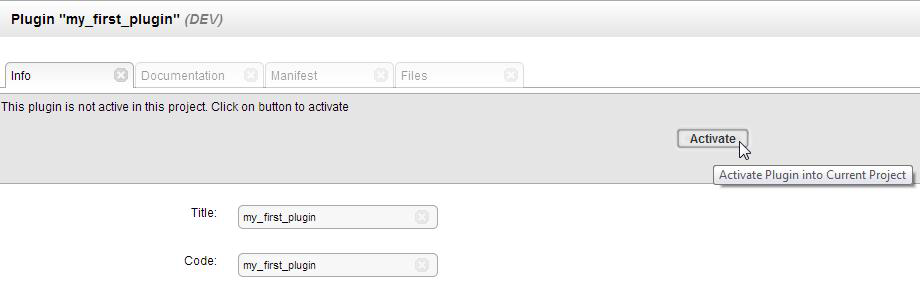 Plugin "my_first_plugin" (DEV)
Info Documentation Manifest Files
This plugin is not active in this project. Click on button to activate
Activate
Activate Plugin into Current Project
Title: my_first_plugin
Code: my_first_plugin